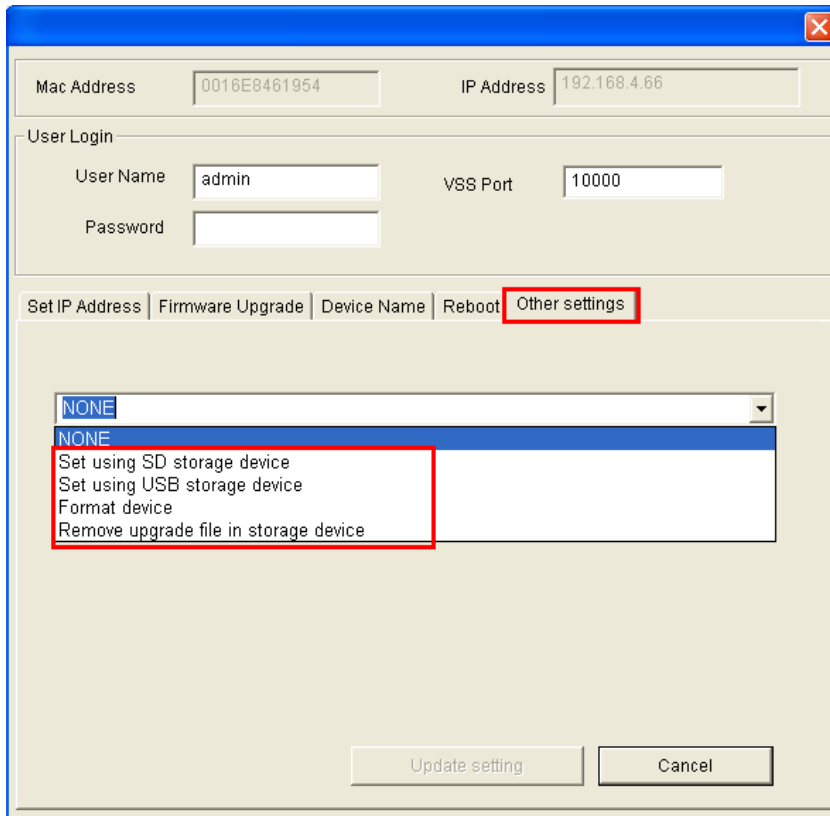 Mac Address 0016E8461954 IP Address 192.168.4.66
User Login
User Name admin VSS Port 10000
Password
Set IP Address Firmware Upgrade Device Name Reboot Other settings
NONE
NONE
Set using SD storage device
Set using USB storage device
Format device
Remove upgrade file in storage device
Update setting Cancel